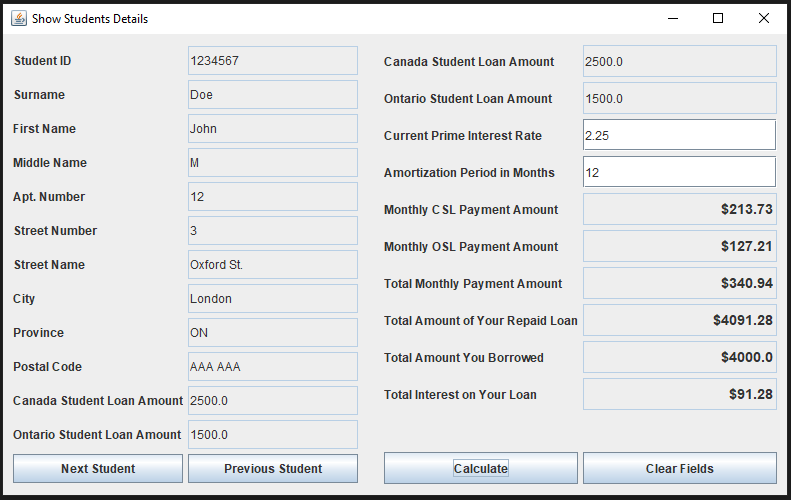 Show Students Details
Student ID 1234567
Surname Doe
First Name John
Middle Name M
Apt. Number 12
Street Number 3
Street Name Oxford St.
City London
Province ON
Postal Code AAA AAA
Canada Student Loan Amount 2500.0
Ontario Student Loan Amount 1500.0
Next Student Previous Student
Canada Student Loan Amount 2500.0
Ontario Student Loan Amount 1500.0
Current Prime Interest Rate 2.25
Amortization Period in Months 12
Monthly CSL Payment Amount $213.73
Monthly OSL Payment Amount $127.21
Total Monthly Payment Amount $340.94
Total Amount of Your Repaid Loan $4091.28
Total Amount You Borrowed $4000.0
Total Interest on Your Loan $91.28
Calculate Clear Fields